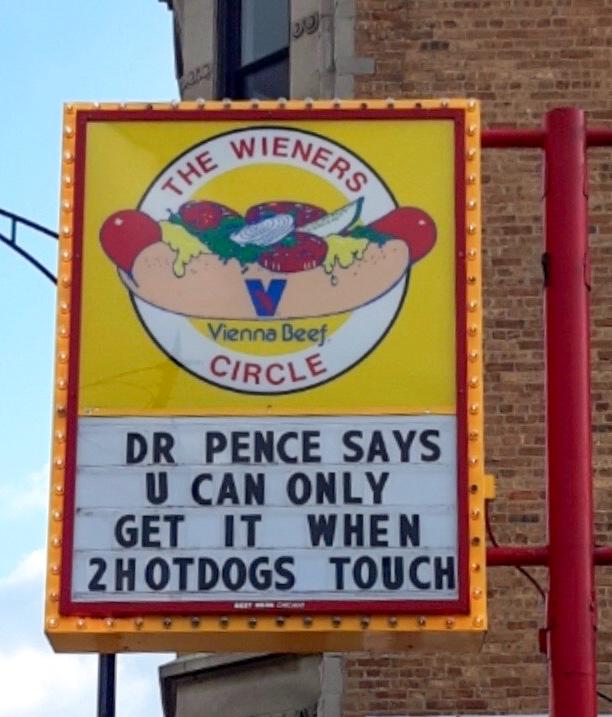 THE WIENERS
V
Vienna Beef
CIRCLE
DR PENCE SAYS
U CAN ONLY
GET IT WHEN
2HOTDOGS TOUCH